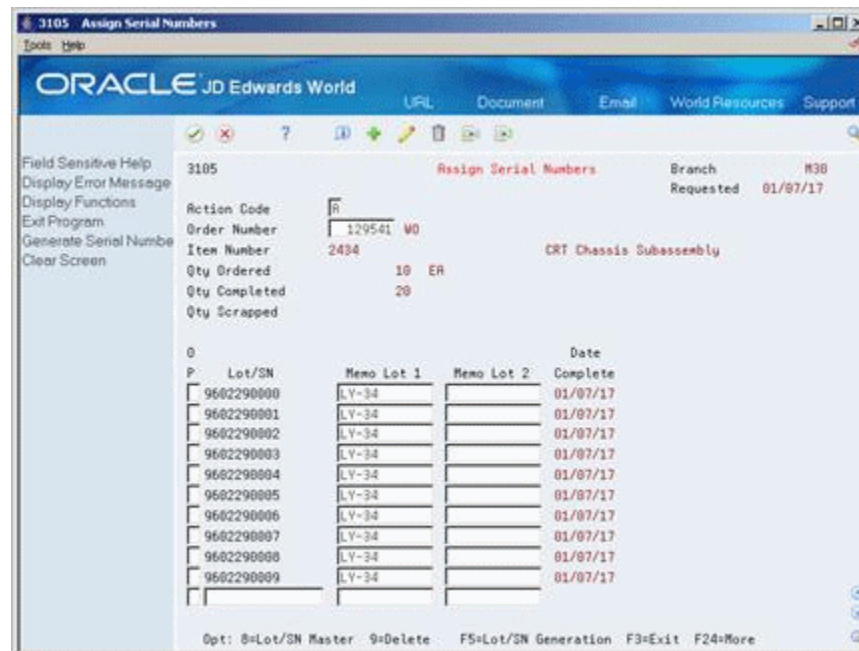 3105 Assign Serial Numbers
Tools Help
ORACLE JD Edwards World
URL Document Email World Resources Support
Field Sensitive Help
Display Error Message
Display Functions
Exit Program
Generate Serial Numbe
Clear Screen
3105 Assign Serial Numbers Branch M30
Requested 01/07/17
Action Code A
Order Number 129541 WO
Item Number 2434 CRT Chassis Subassembly
Qty Ordered 10 EA
Qty Completed 20
Qty Scrapped
O Date
P Lot/SN Memo Lot 1 Memo Lot 2 Complete
9602290000 LY-34 01/07/17
9602290001 LY-34 01/07/17
9602290002 LY-34 01/07/17
9602290003 LY-34 01/07/17
9602290004 LY-34 01/07/17
9602290005 LY-34 01/07/17
9602290006 LY-34 01/07/17
9602290007 LY-34 01/07/17
9602290008 LY-34 01/07/17
9602290009 LY-34 01/07/17
Opt: 8=Lot/SN Master 9=Delete F5=Lot/SN Generation F3=Exit F24=More